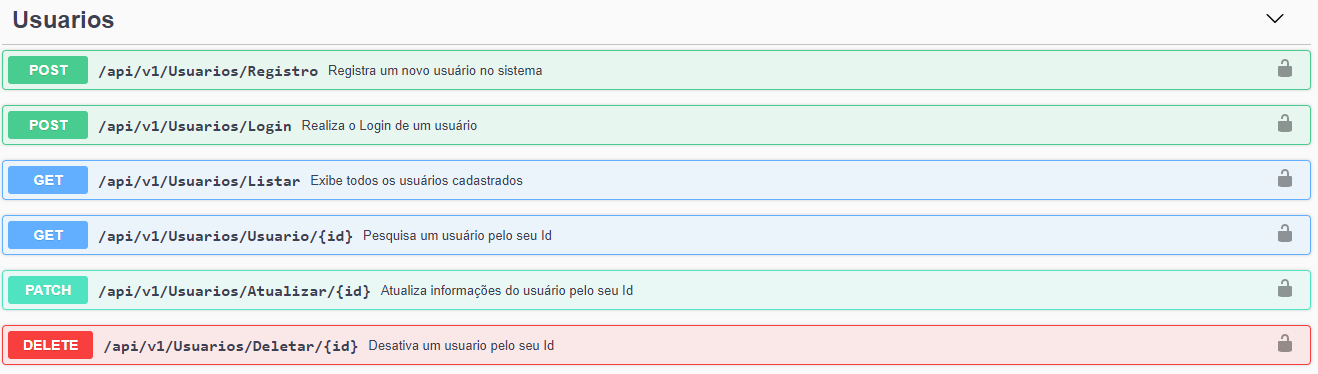 Usuarios
POST /api/v1/Usuarios/Registro Registra um novo usuário no sistema
POST /api/v1/Usuarios/Login Realiza o Login de um usuário
GET /api/v1/Usuarios/Listar Exibe todos os usuários cadastrados
GET /api/v1/Usuarios/Usuario/{id} Pesquisa um usuário pelo seu Id
PATCH /api/v1/Usuarios/Atualizar/{id} Atualiza informações do usuário pelo seu Id
DELETE /api/v1/Usuarios/Deletar/{id} Desativa um usuario pelo seu Id